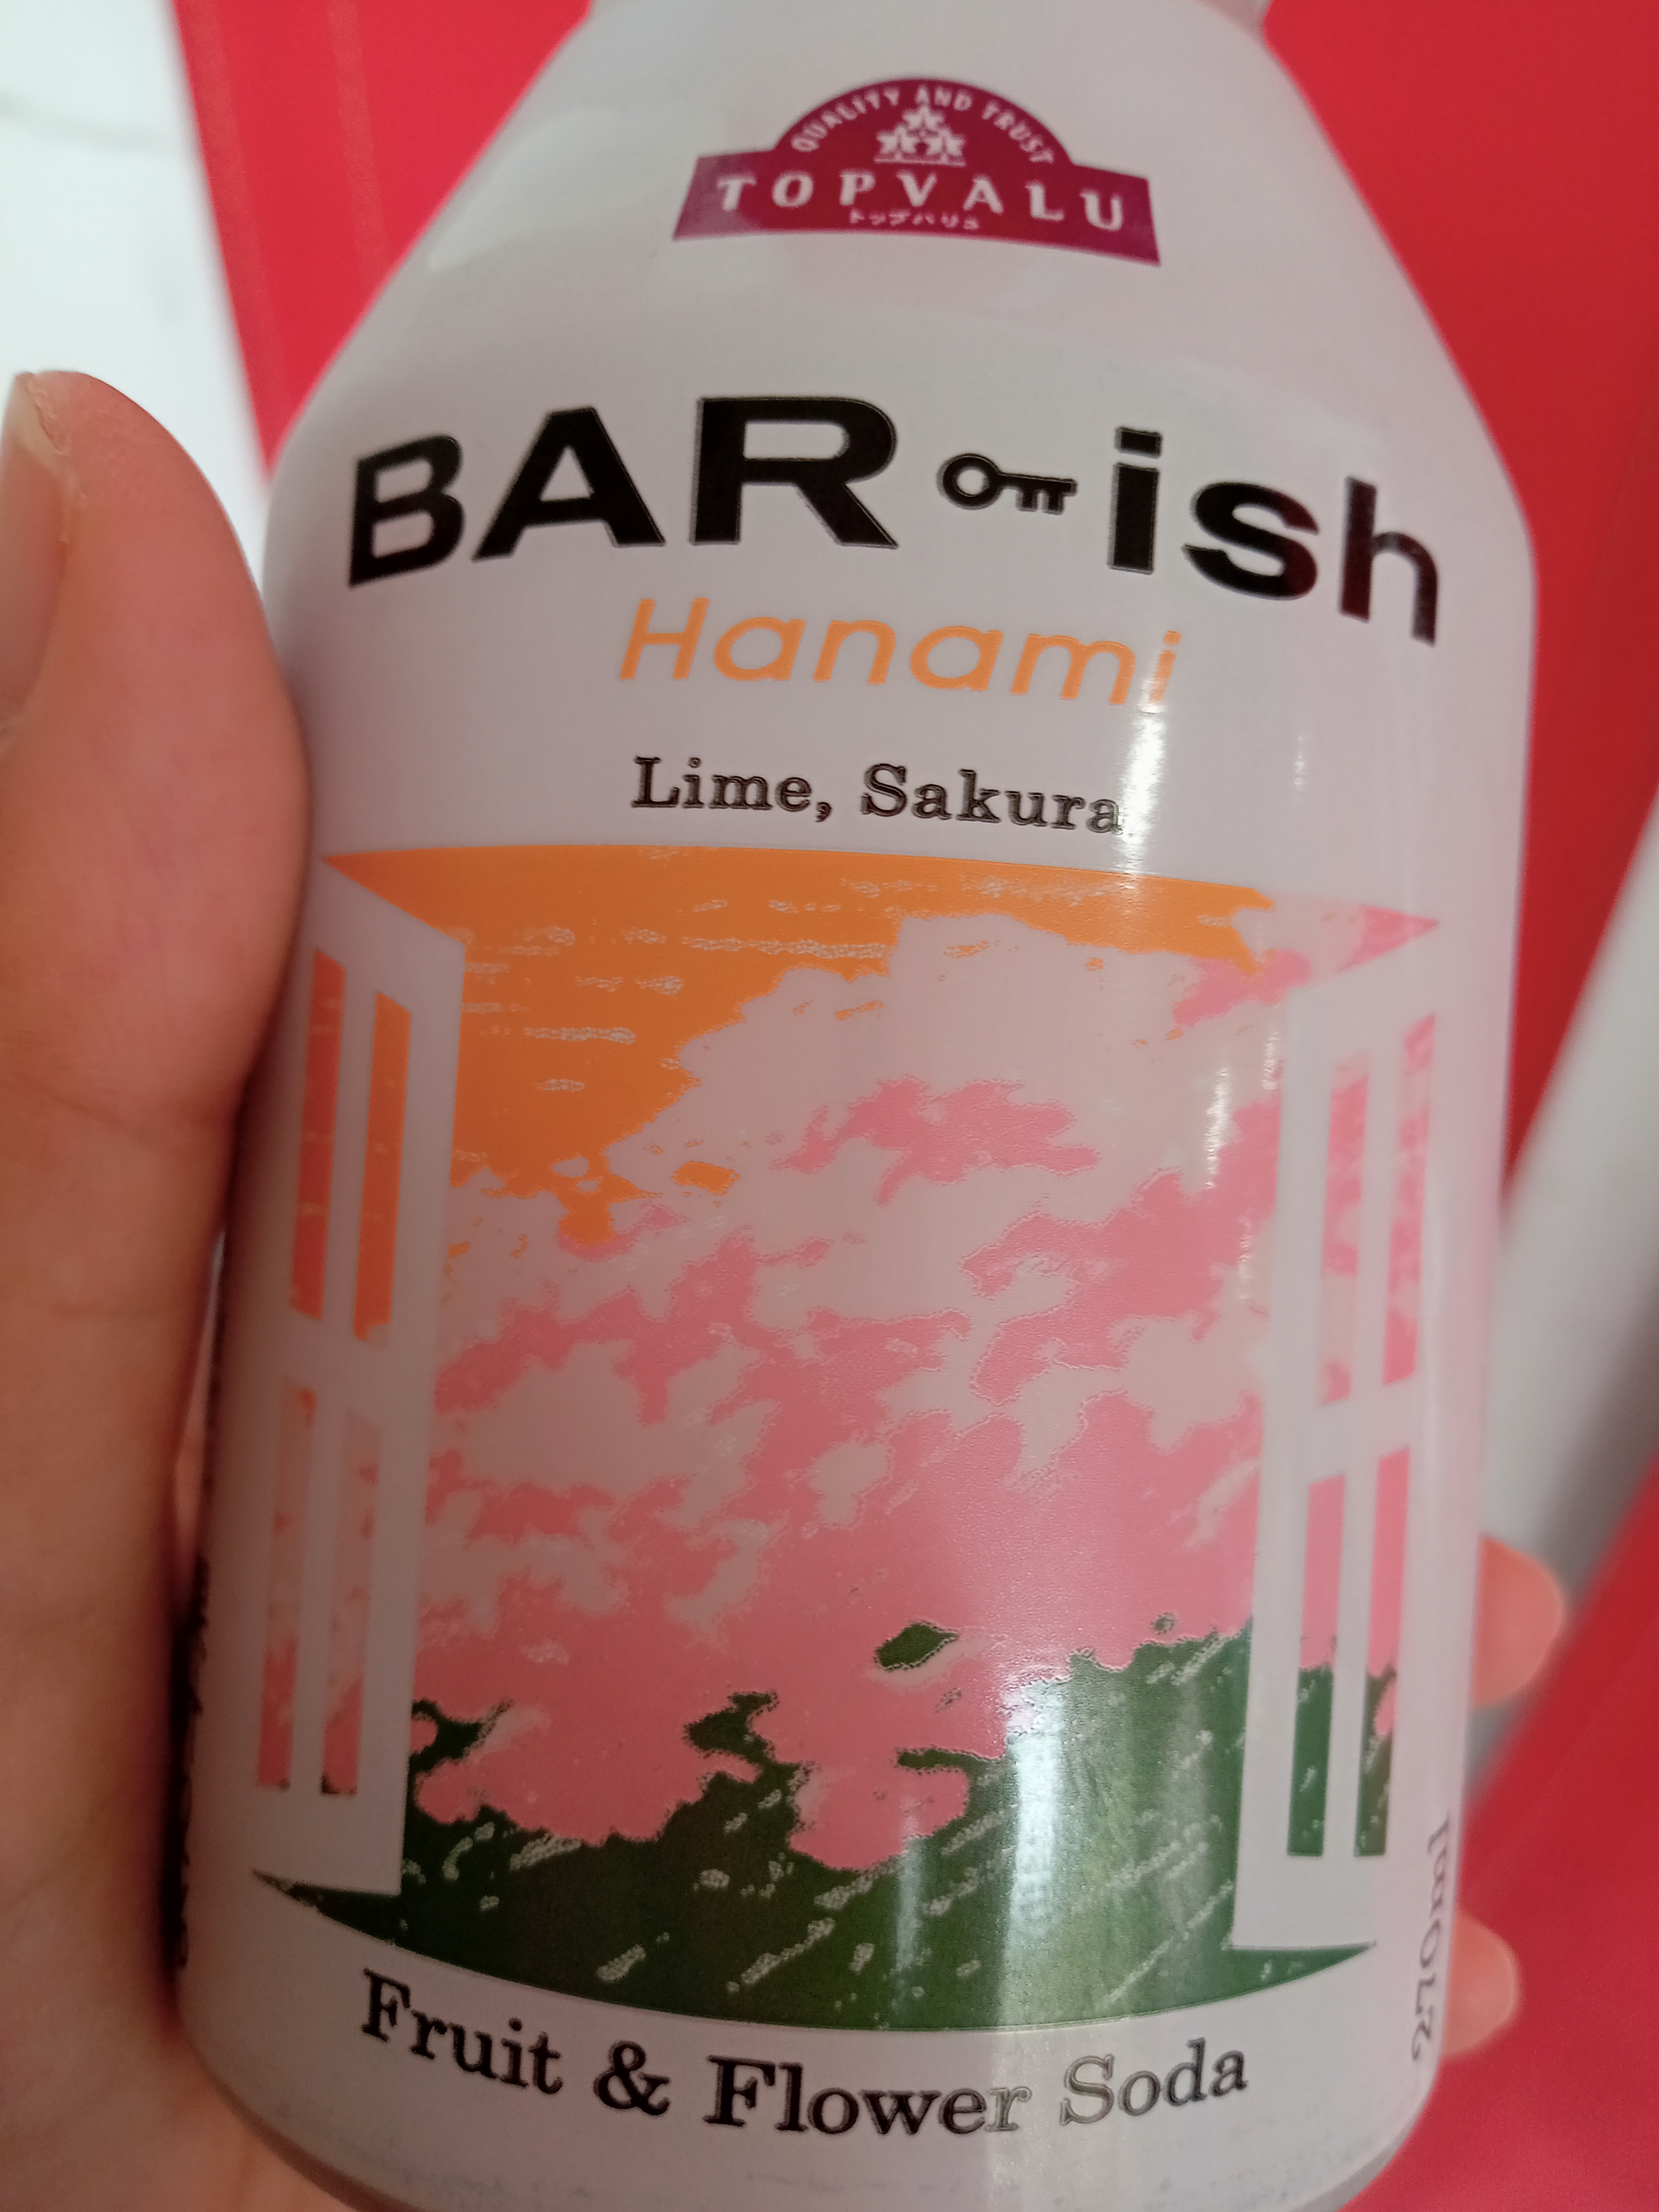 QUALITY AND TRUST
TOPVALU
トップバリュ
BAR ish
Hanami
Lime, Sakura
Fruit & Flower Soda
270ml